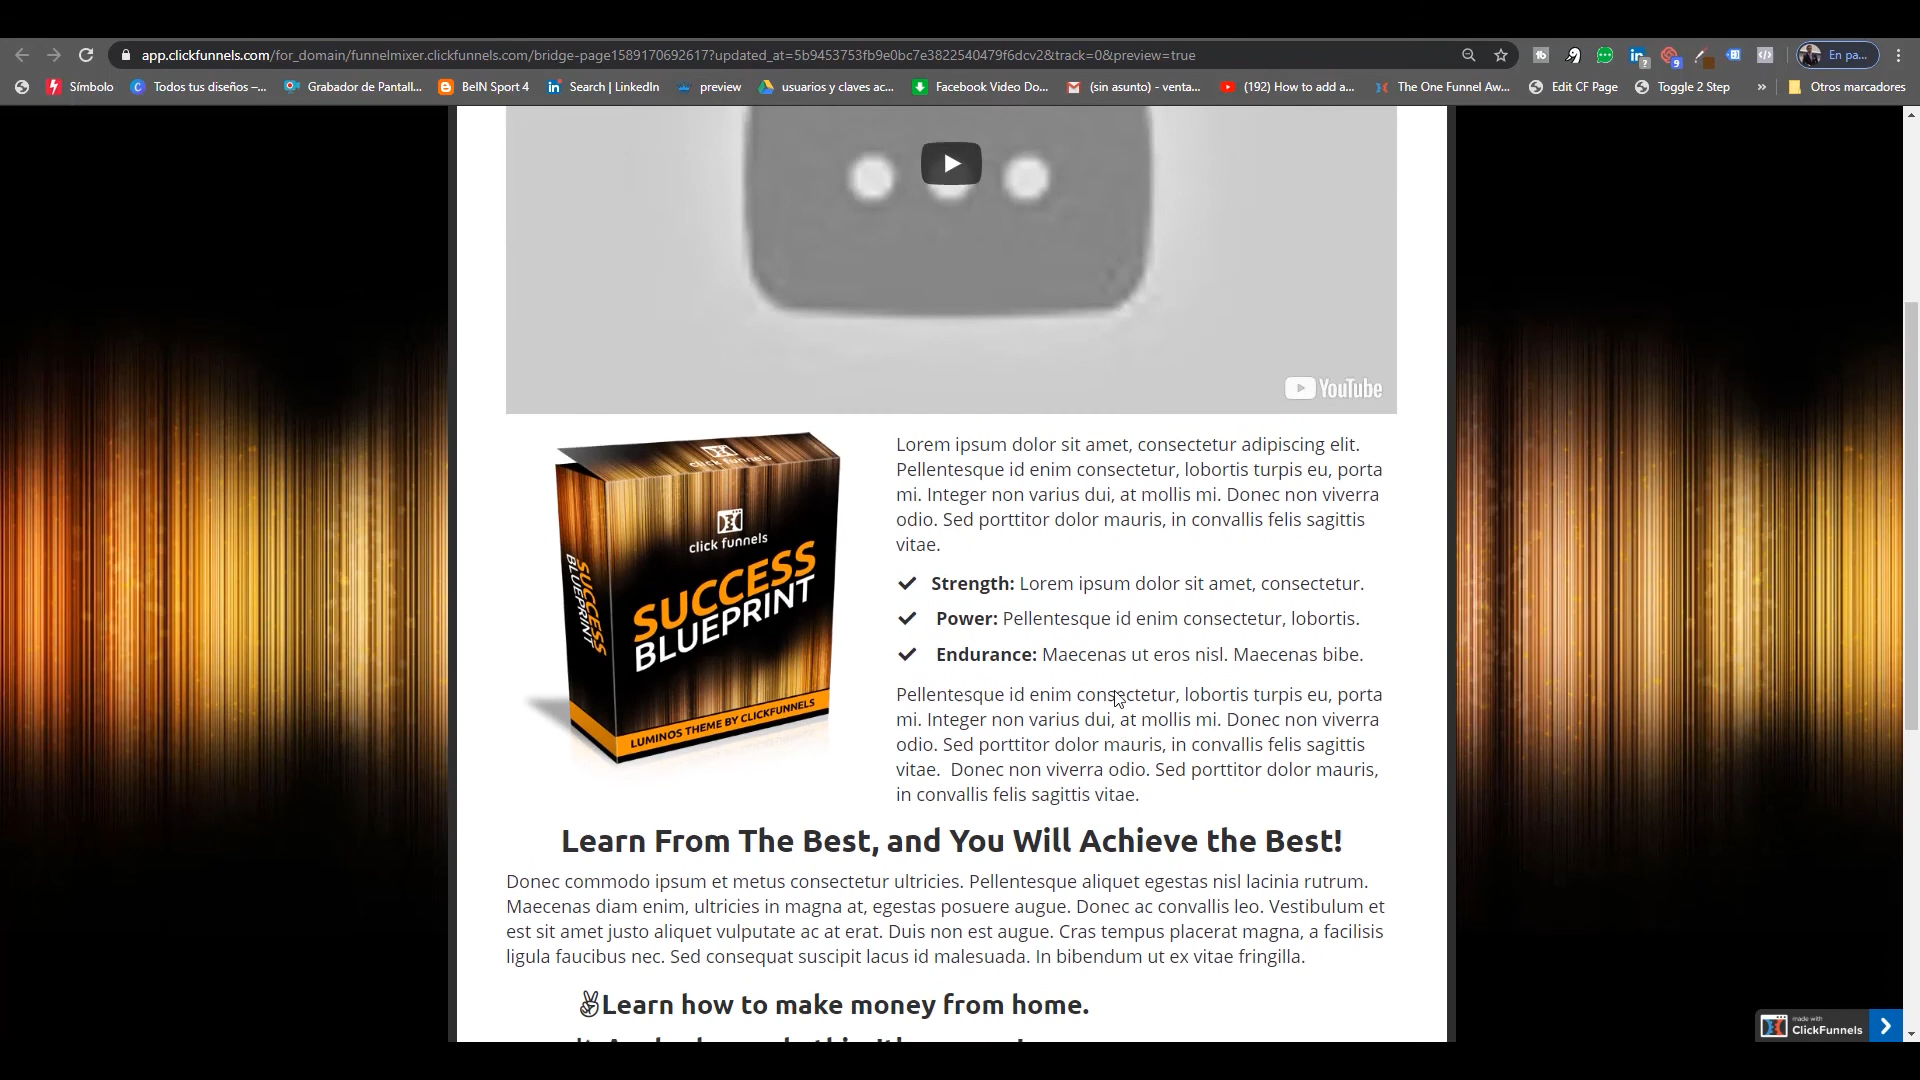 app.clickfunnels.com/for_domain/funnelmixer.clickfunnels.com/bridge-page1589170692617?updated_at=5b9453753fb9e0bc7e3822540479f6dcv2&track=0&preview=true
9
En pa...
Símbolo
Todos tus diseños –...
Grabador de Pantall...
BeIN Sport 4
Search | LinkedIn
preview
usuarios y claves ac...
Facebook Video Do...
(sin asunto) - venta...
(192) How to add a...
The One Funnel Aw...
Edit CF Page
Toggle 2 Step
»
Otros marcadores
YouTube
click funnels
click funnels
SUCCESS
BLUEPRINT
SUCCESS
BLUEPRINT
LUMINOS THEME BY CLICKFUNNELS
Lorem ipsum dolor sit amet, consectetur adipiscing elit.
Pellentesque id enim consectetur, lobortis turpis eu, porta
mi. Integer non varius dui, at mollis mi. Donec non viverra
odio. Sed porttitor dolor mauris, in convallis felis sagittis
vitae.
Strength: Lorem ipsum dolor sit amet, consectetur.
Power: Pellentesque id enim consectetur, lobortis.
Endurance: Maecenas ut eros nisl. Maecenas bibe.
Pellentesque id enim consectetur, lobortis turpis eu, porta
mi. Integer non varius dui, at mollis mi. Donec non viverra
odio. Sed porttitor dolor mauris, in convallis felis sagittis
vitae. Donec non viverra odio. Sed porttitor dolor mauris,
in convallis felis sagittis vitae.
Learn From The Best, and You Will Achieve the Best!
Donec commodo ipsum et metus consectetur ultricies. Pellentesque aliquet egestas nisl lacinia rutrum.
Maecenas diam enim, ultricies in magna at, egestas posuere augue. Donec ac convallis leo. Vestibulum et
est sit amet justo aliquet vulputate ac at erat. Duis non est augue. Cras tempus placerat magna, a facilisis
ligula faucibus nec. Sed consequat suscipit lacus id malesuada. In bibendum ut ex vitae fringilla.
✌Learn how to make money from home.
made with
ClickFunnels